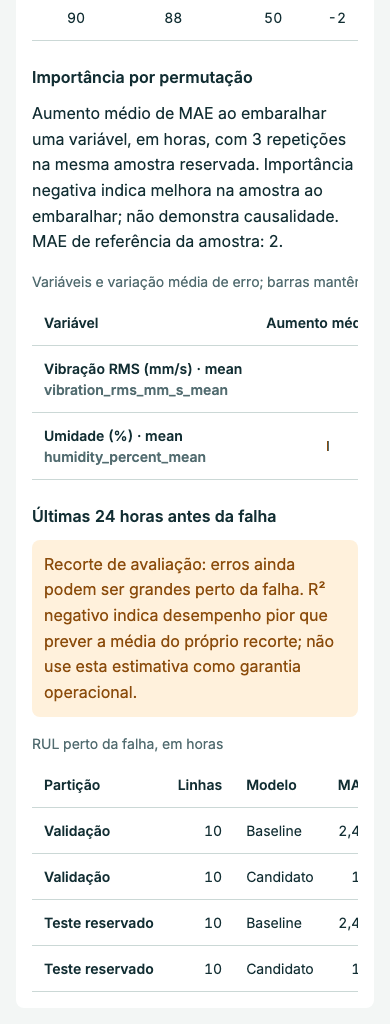 90 88 50 -2
Importância por permutação
Aumento médio de MAE ao embaralhar
uma variável, em horas, com 3 repetições
na mesma amostra reservada. Importância
negativa indica melhora na amostra ao
embaralhar; não demonstra causalidade.
MAE de referência da amostra: 2.
Variáveis e variação média de erro; barras
Variável Aumento
Vibração RMS (mm/s) · mean
vibration_rms_mm_s_mean
Umidade (%) · mean
humidity_percent_mean
Últimas 24 horas antes da falha
Recorte de avaliação: erros ainda
podem ser grandes perto da falha. R²
negativo indica desempenho pior que
prever a média do próprio recorte; não
use esta estimativa como garantia
operacional.
RUL perto da falha, em horas
Partição Linhas Modelo MA
Validação 10 Baseline 2,4
Validação 10 Candidato 1
Teste reservado 10 Baseline 2,4
Teste reservado 10 Candidato 1